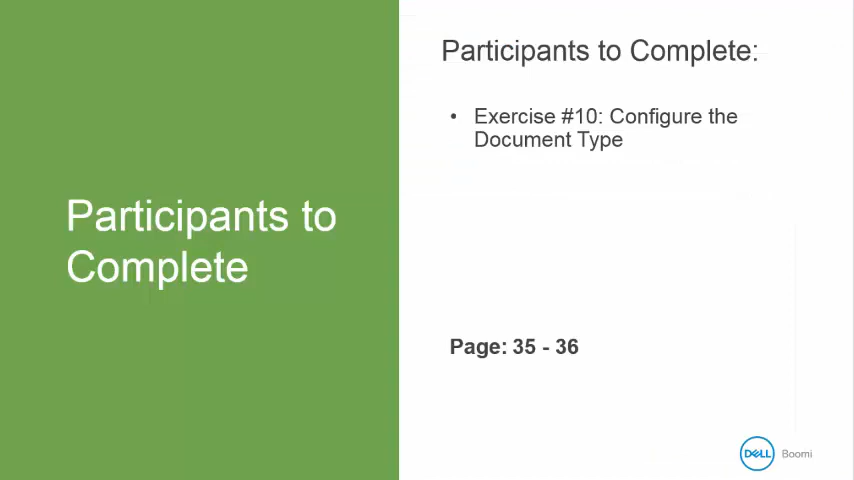 Participants to
Complete
Participants to Complete:
• Exercise #10: Configure the
Document Type
Page: 35 - 36
DELL Boomi